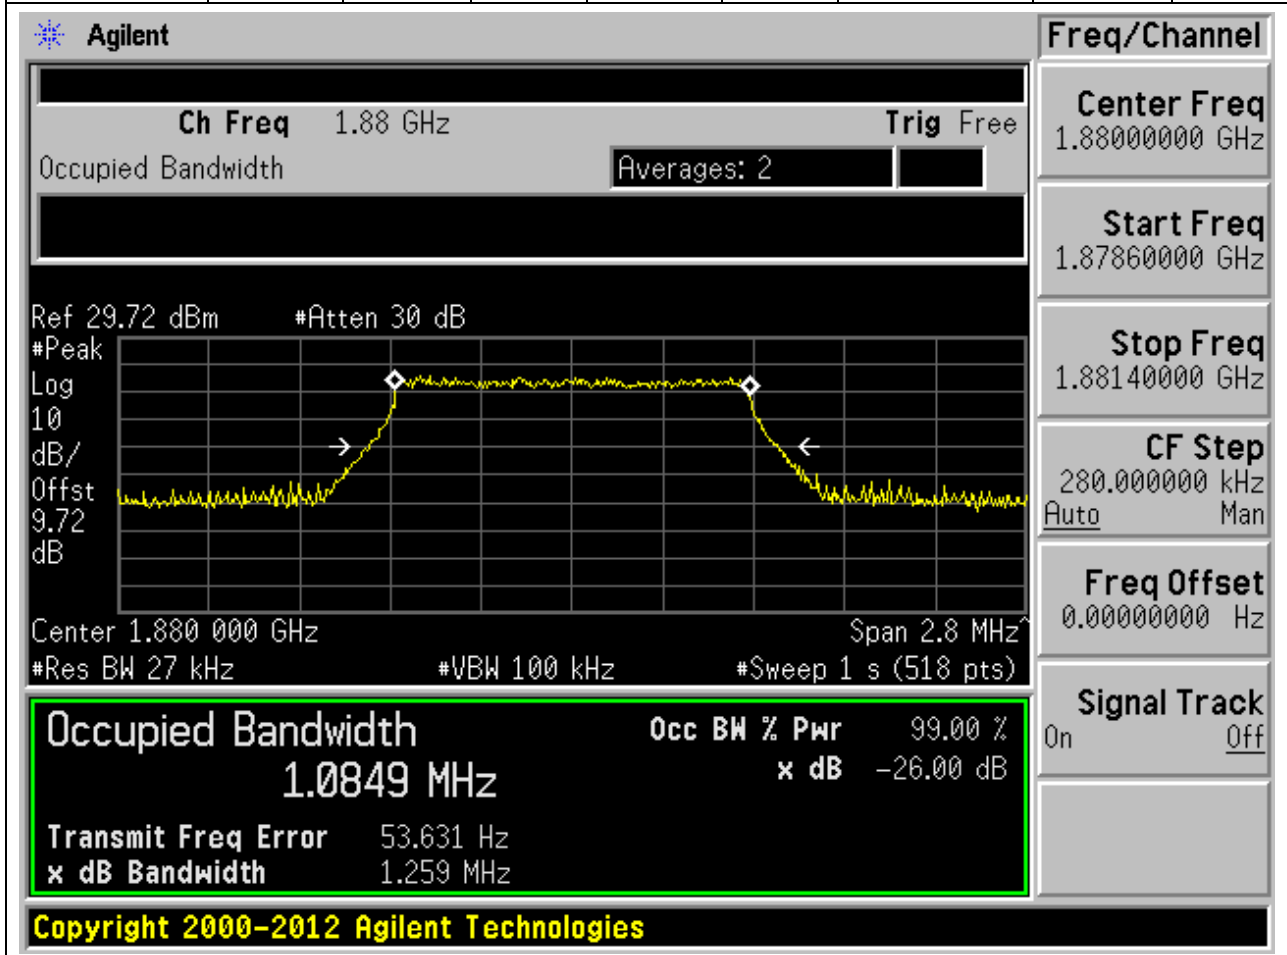 Agilent
Freq/Channel
Ch Freq 1.88 GHz Trig Free
Occupied Bandwidth Averages: 2
Center Freq
1.88000000 GHz
Start Freq
1.87860000 GHz
Stop Freq
1.88140000 GHz
CF Step
280.000000 kHz
Auto Man
Freq Offset
0.00000000 Hz
Signal Track
On Off
Ref 29.72 dBm #Atten 30 dB
#Peak
Log
10
dB/
Offst
9.72
dB
Center 1.880 000 GHz Span 2.8 MHz^
#Res BW 27 kHz #VBW 100 kHz #Sweep 1 s (518 pts)
Occupied Bandwidth Occ BW % Pwr 99.00 %
1.0849 MHz x dB -26.00 dB
Transmit Freq Error 53.631 Hz
x dB Bandwidth 1.259 MHz
Copyright 2000-2012 Agilent Technologies